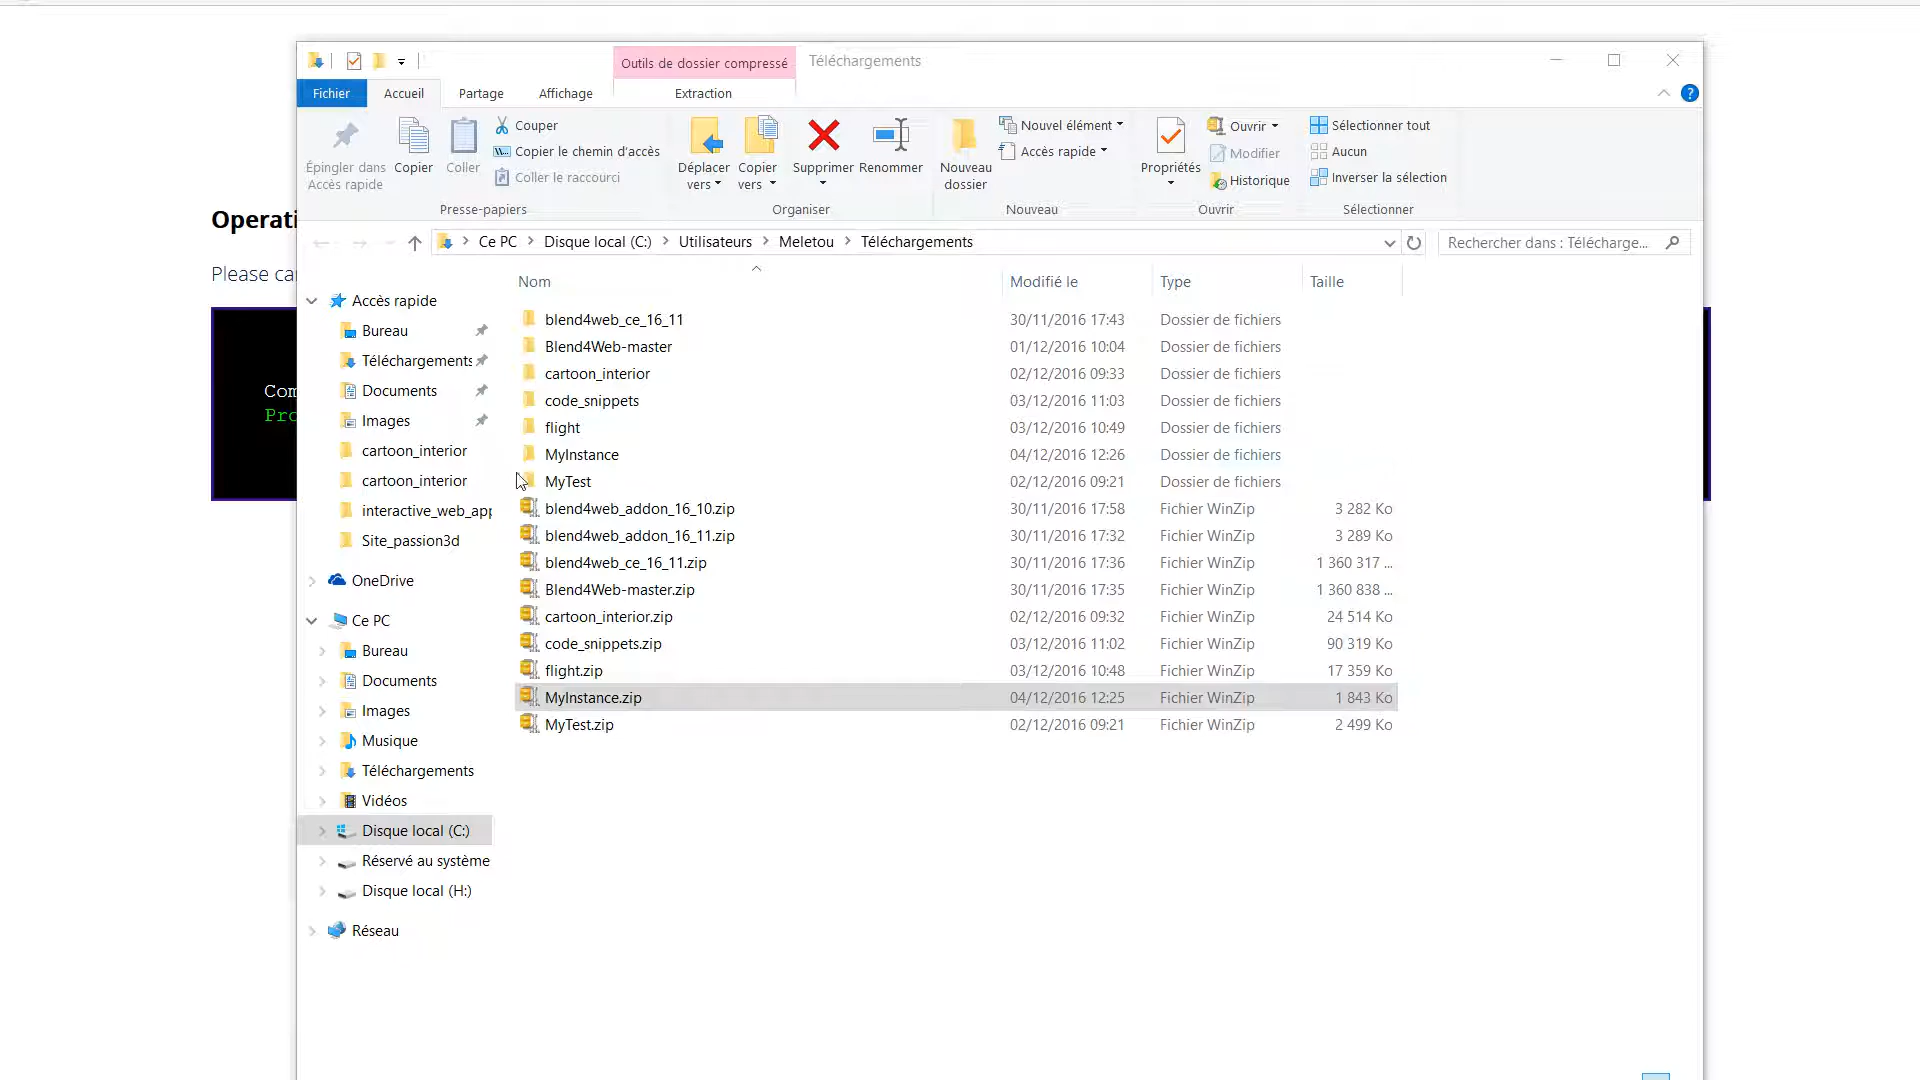 Outils de dossier compressé
Téléchargements
Fichier
Accueil
Partage
Affichage
Extraction
Épingler dans
Accès rapide
Copier
Coller
Couper
Copier le chemin d'accès
Coller le raccourci
Presse-papiers
Déplacer
vers
Copier
vers
Supprimer
Renommer
Organiser
Nouveau
dossier
Nouvel élément
Accès rapide
Nouveau
Propriétés
Ouvrir
Modifier
Historique
Ouvrir
Sélectionner tout
Aucun
Inverser la sélection
Sélectionner
Ce PC > Disque local (C:) > Utilisateurs > Meletou > Téléchargements
Rechercher dans : Télécharge...
Operati
Please ca
Com
Pro
Accès rapide
Bureau
Téléchargements
Documents
Images
cartoon_interior
cartoon_interior
interactive_web_app
Site_passion3d
OneDrive
Ce PC
Bureau
Documents
Images
Musique
Téléchargements
Vidéos
Disque local (C:)
Réservé au système
Disque local (H:)
Réseau
Nom Modifié le Type Taille
blend4web_ce_16_11 30/11/2016 17:43 Dossier de fichiers
Blend4Web-master 01/12/2016 10:04 Dossier de fichiers
cartoon_interior 02/12/2016 09:33 Dossier de fichiers
code_snippets 03/12/2016 11:03 Dossier de fichiers
flight 03/12/2016 10:49 Dossier de fichiers
MyInstance 04/12/2016 12:26 Dossier de fichiers
MyTest 02/12/2016 09:21 Dossier de fichiers
blend4web_addon_16_10.zip 30/11/2016 17:58 Fichier WinZip 3 282 Ko
blend4web_addon_16_11.zip 30/11/2016 17:32 Fichier WinZip 3 289 Ko
blend4web_ce_16_11.zip 30/11/2016 17:36 Fichier WinZip 1 360 317 ...
Blend4Web-master.zip 30/11/2016 17:35 Fichier WinZip 1 360 838 ...
cartoon_interior.zip 02/12/2016 09:32 Fichier WinZip 24 514 Ko
code_snippets.zip 03/12/2016 11:02 Fichier WinZip 90 319 Ko
flight.zip 03/12/2016 10:48 Fichier WinZip 17 359 Ko
MyInstance.zip 04/12/2016 12:25 Fichier WinZip 1 843 Ko
MyTest.zip 02/12/2016 09:21 Fichier WinZip 2 499 Ko